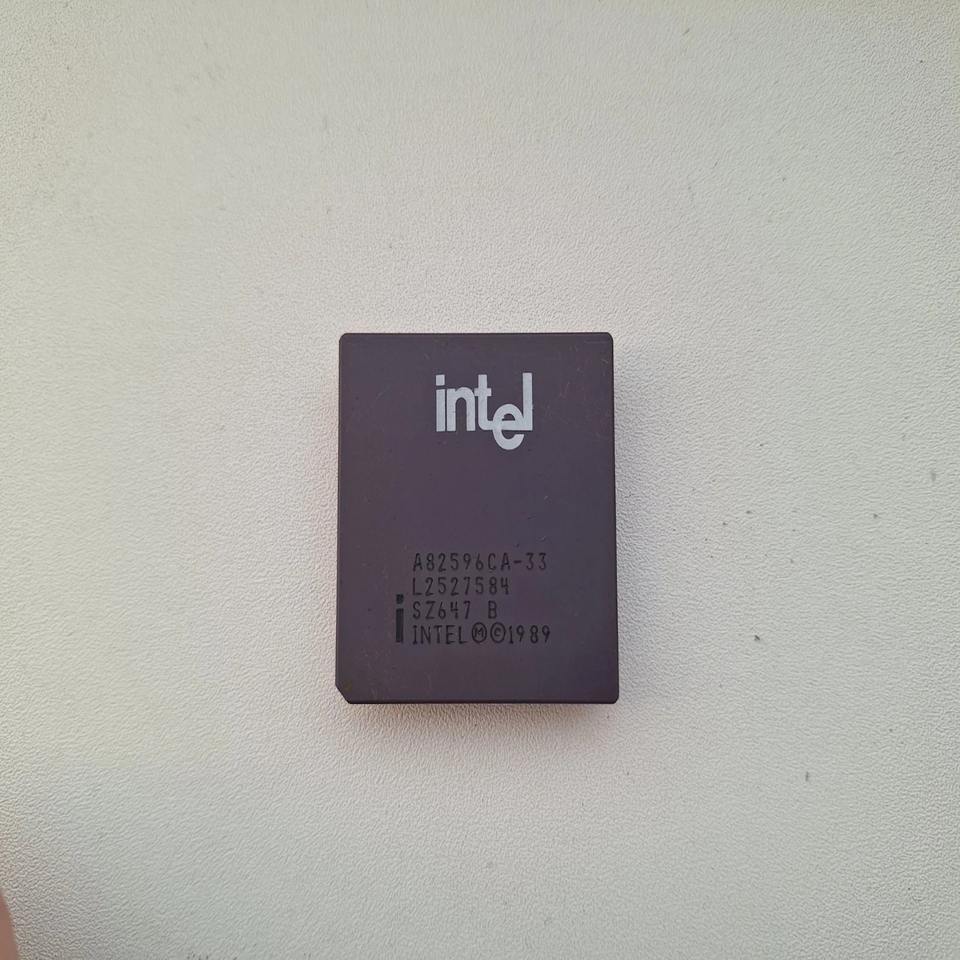 intel
A82596CA-33
L2527584
i SZ647 B
INTEL Ⓜ©1989